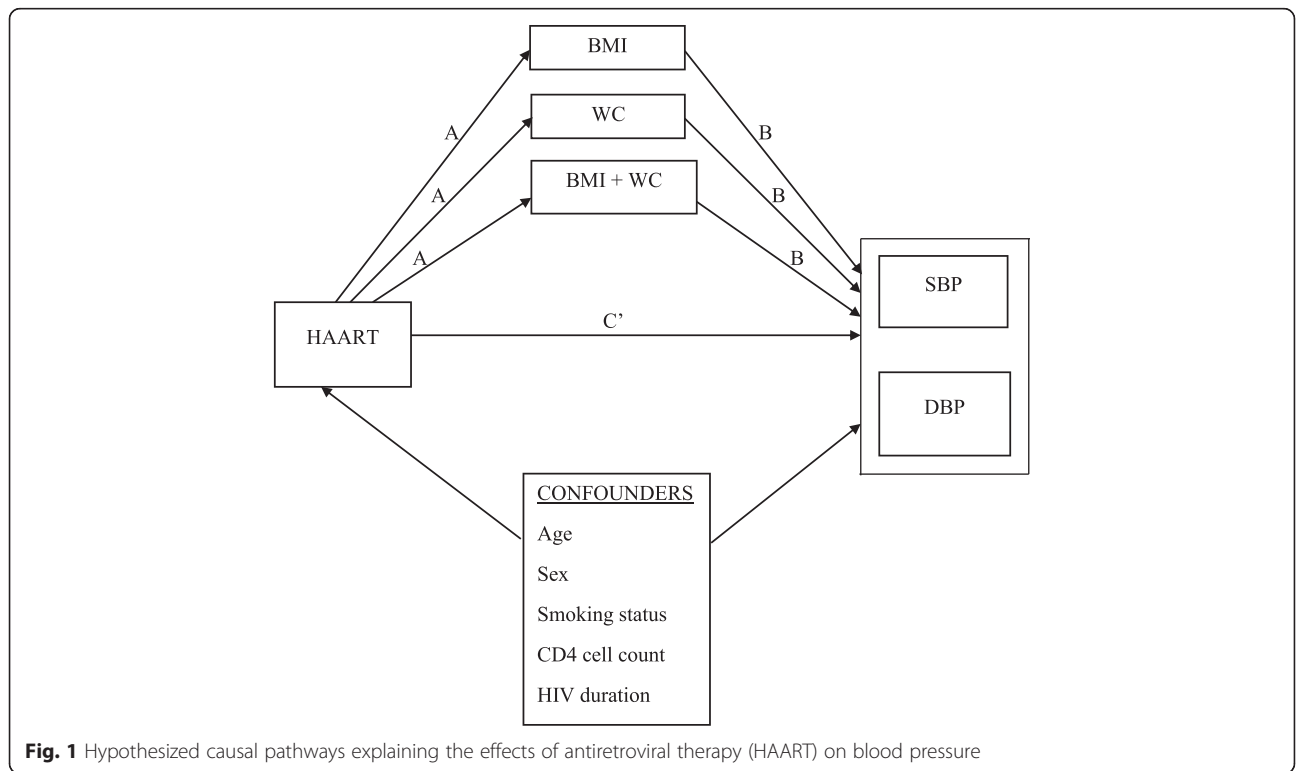 BMI
WC
BMI + WC
A
A
A
B
B
B
HAART
C’
SBP
DBP
CONFOUNDERS
Age
Sex
Smoking status
CD4 cell count
HIV duration
Fig. 1 Hypothesized causal pathways explaining the effects of antiretroviral therapy (HAART) on blood pressure